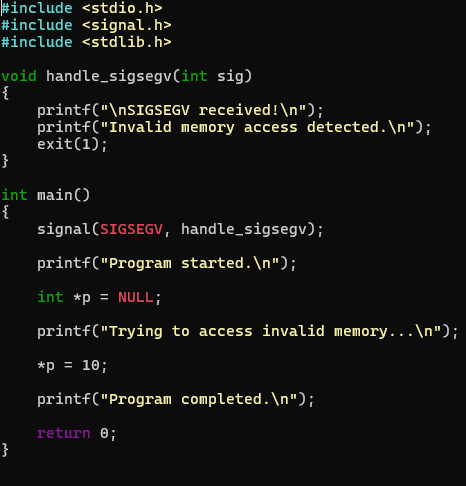 #include <stdio.h>
#include <signal.h>
#include <stdlib.h>

void handle_sigsegv(int sig)
{
    printf("\nSIGSEGV received!\n");
    printf("Invalid memory access detected.\n");
    exit(1);
}

int main()
{
    signal(SIGSEGV, handle_sigsegv);

    printf("Program started.\n");

    int *p = NULL;

    printf("Trying to access invalid memory...\n");

    *p = 10;

    printf("Program completed.\n");

    return 0;
}